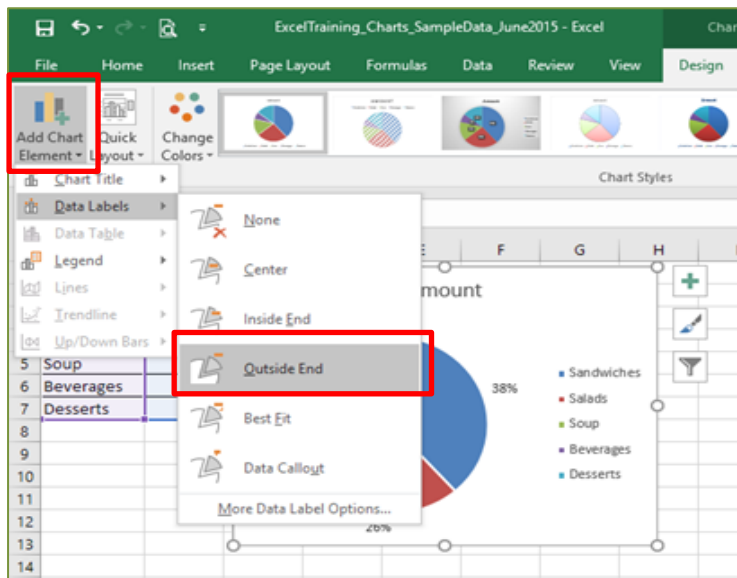 ExcelTraining_Charts_SampleData_June2015 - Excel
File Home Insert Page Layout Formulas Data Review View Design
Add Chart Element
Quick Layout
Change Colors
Chart Styles
Chart Title
Data Labels
Data Table
Legend
Lines
Trendline
Up/Down Bars
None
Center
Inside End
Outside End
Best Fit
Data Callout
More Data Label Options...
F G H
5 Soup
6 Beverages
7 Desserts
8
9
10
11
12
13
14
38%
26%
Sandwiches
Salads
Soup
Beverages
Desserts